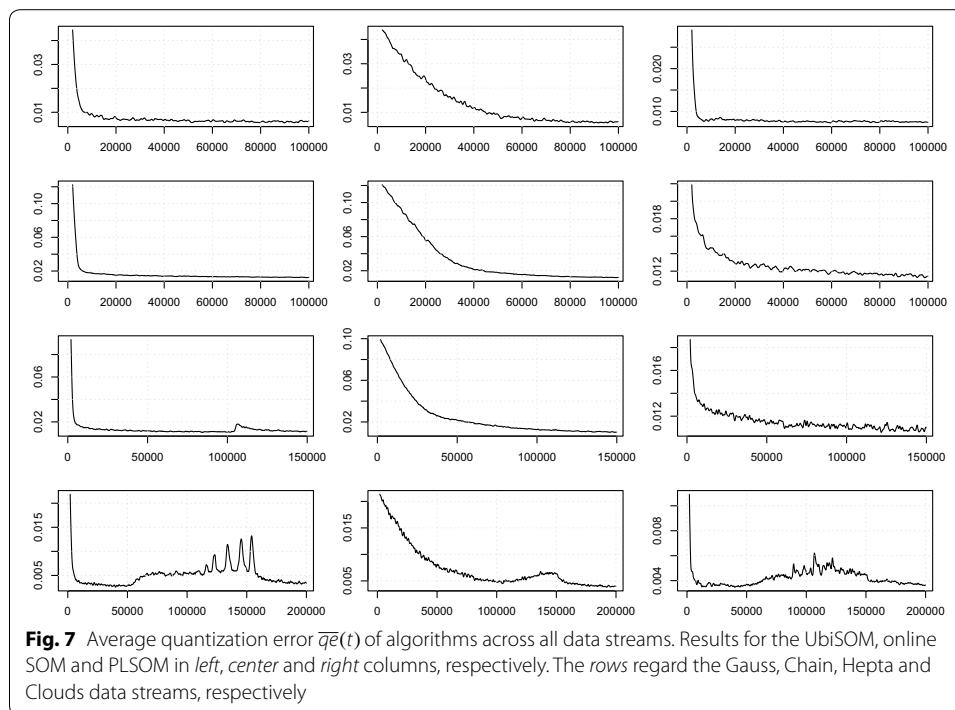 0.03
0.01
0 20000 40000 60000 80000 100000
0.03
0.01
0 20000 40000 60000 80000 100000
0.020
0.010
0 20000 40000 60000 80000 100000
0.10
0.06
0.02
0 20000 40000 60000 80000 100000
0.10
0.06
0.02
0 20000 40000 60000 80000 100000
0.018
0.012
0 20000 40000 60000 80000 100000
0.06
0.02
0 50000 100000 150000
0.10
0.06
0.02
0 50000 100000 150000
0.016
0.012
0 50000 100000 150000
0.015
0.005
0 50000 100000 150000 200000
0.015
0.005
0 50000 100000 150000 200000
0.008
0.004
0 50000 100000 150000 200000
Fig. 7 Average quantization error q̅e̅(t) of algorithms across all data streams. Results for the UbiSOM, online
SOM and PLSOM in left, center and right columns, respectively. The rows regard the Gauss, Chain, Hepta and
Clouds data streams, respectively